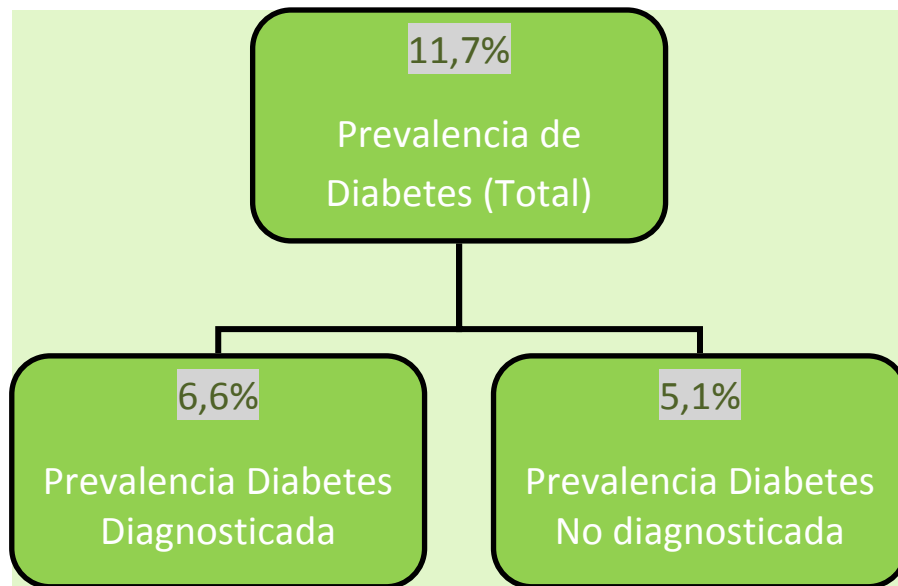 11,7%
Prevalencia de
Diabetes (Total)
6,6%
Prevalencia Diabetes
Diagnosticada
5,1%
Prevalencia Diabetes
No diagnosticada